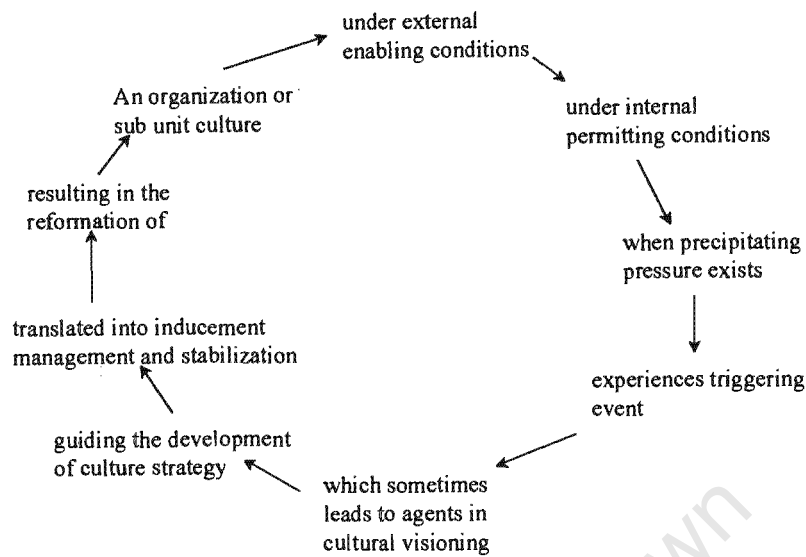 under external
enabling conditions
under internal
permitting conditions
when precipitating
pressure exists
experiences triggering
event
which sometimes
leads to agents in
cultural visioning
guiding the development
of culture strategy
translated into inducement
management and stabilization
resulting in the
reformation of
An organization or
sub unit culture
wn